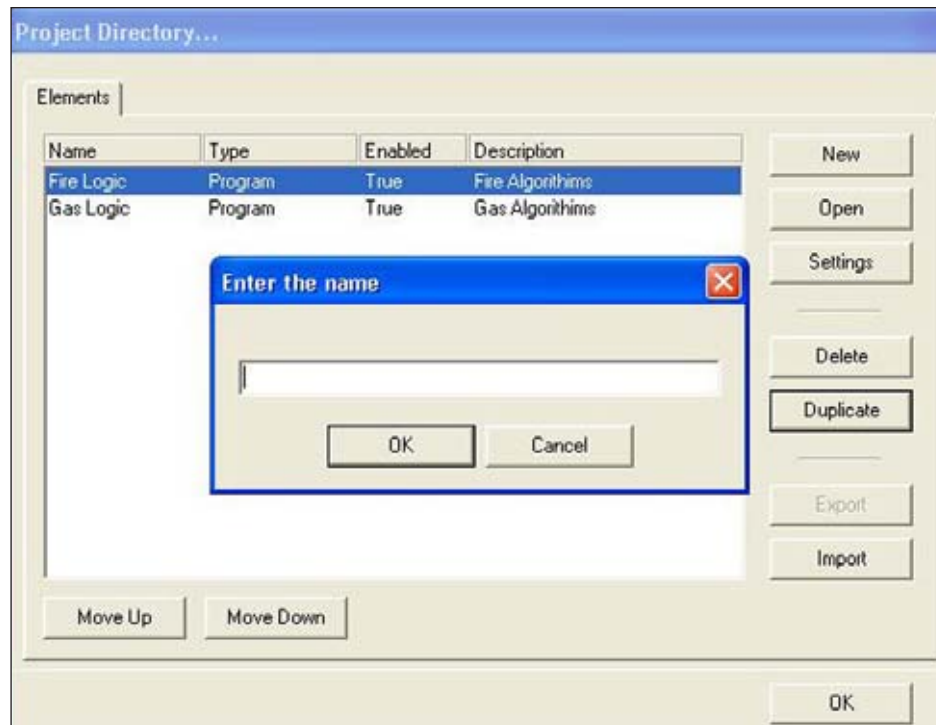 Project Directory...
Elements
Name Type Enabled Description
Fire Logic Program True Fire Algorithims
Gas Logic Program True Gas Algorithims
New
Open
Settings
Enter the name
OK Cancel
Delete
Duplicate
Export
Import
Move Up Move Down
OK